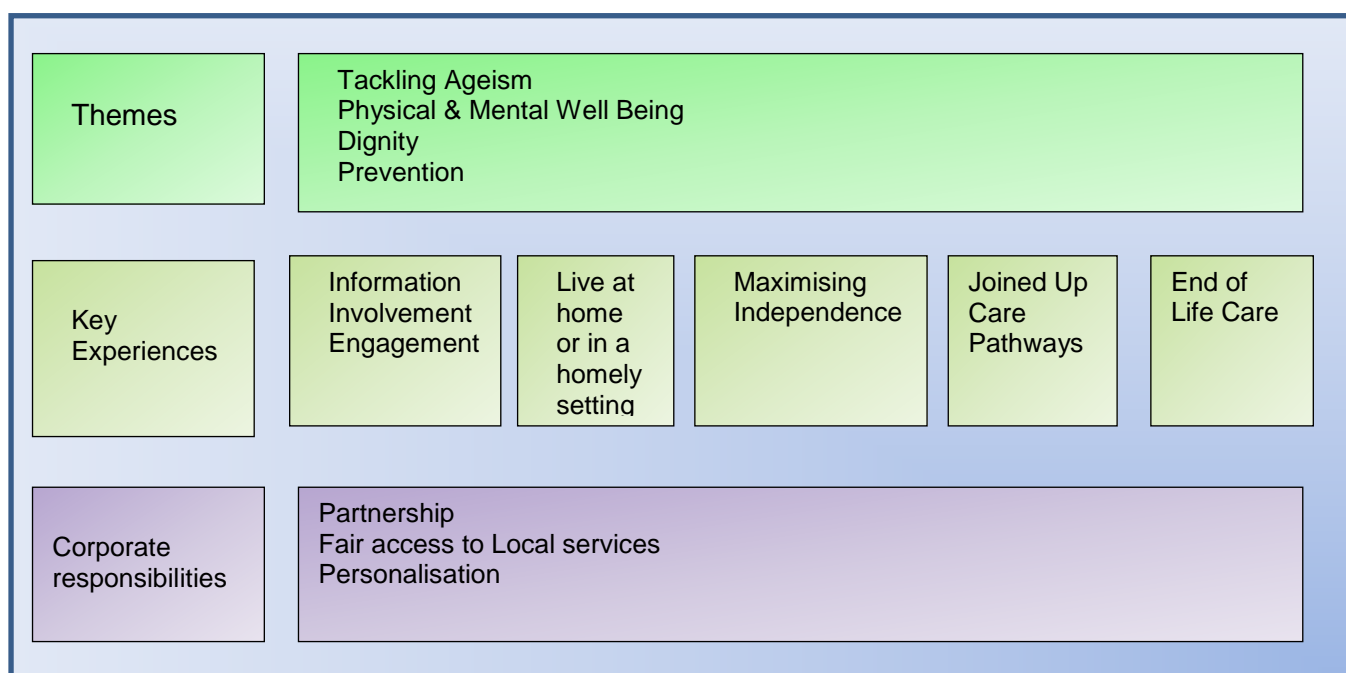 Themes
Tackling Ageism
Physical & Mental Well Being
Dignity
Prevention
Key
Experiences
Information
Involvement
Engagement
Live at
home
or in a
homely
setting
Maximising
Independence
Joined Up
Care
Pathways
End of
Life Care
Corporate
responsibilities
Partnership
Fair access to Local services
Personalisation